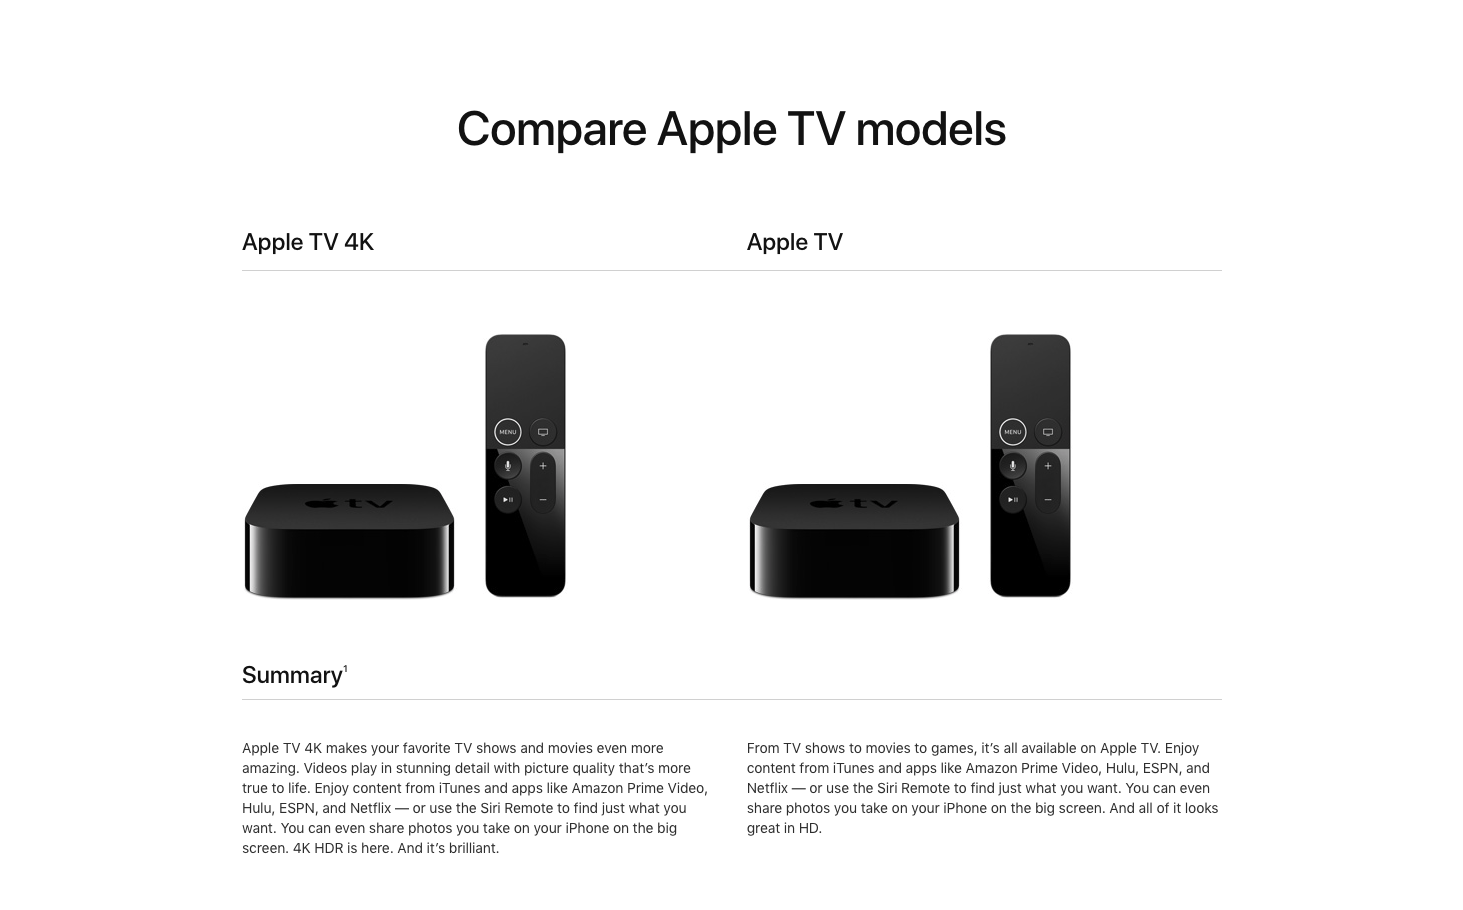 Compare Apple TV models
Apple TV 4K
Apple TV
tv
MENU
tv
MENU
Summary1
Apple TV 4K makes your favorite TV shows and movies even more
amazing. Videos play in stunning detail with picture quality that’s more
true to life. Enjoy content from iTunes and apps like Amazon Prime Video,
Hulu, ESPN, and Netflix — or use the Siri Remote to find just what you
want. You can even share photos you take on your iPhone on the big
screen. 4K HDR is here. And it’s brilliant.
From TV shows to movies to games, it’s all available on Apple TV. Enjoy
content from iTunes and apps like Amazon Prime Video, Hulu, ESPN, and
Netflix — or use the Siri Remote to find just what you want. You can even
share photos you take on your iPhone on the big screen. And all of it looks
great in HD.